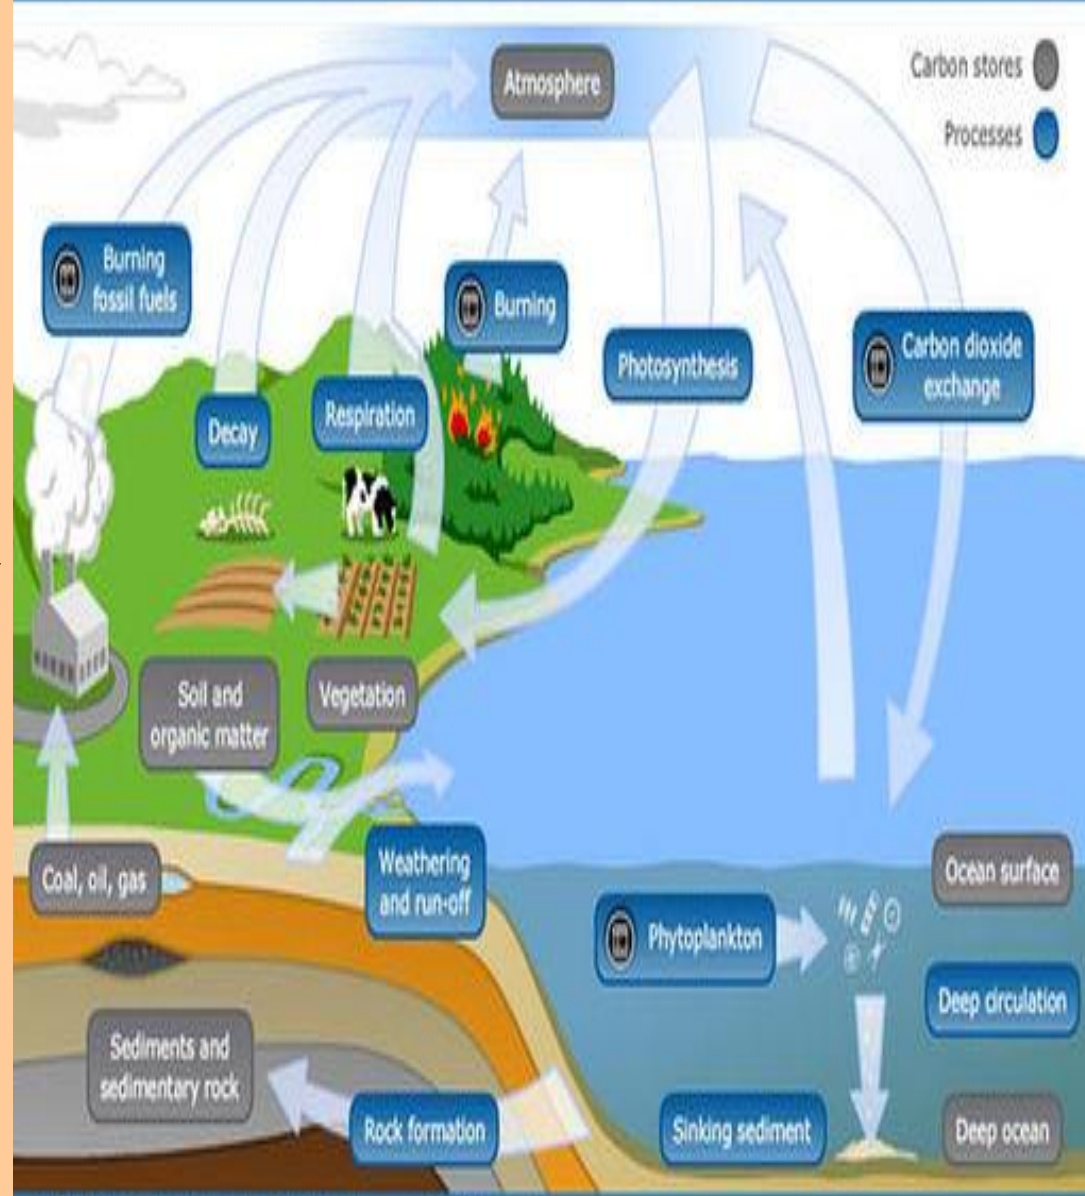 Atmosphere
Carbon stores
Processes
Burning
fossil fuels
Burning
Photosynthesis
Carbon dioxide
exchange
Decay
Respiration
Soil and
organic matter
Vegetation
Coal, oil, gas
Weathering
and run-off
Ocean surface
Phytoplankton
Deep circulation
Sediments and
sedimentary rock
Rock formation
Sinking sediment
Deep ocean